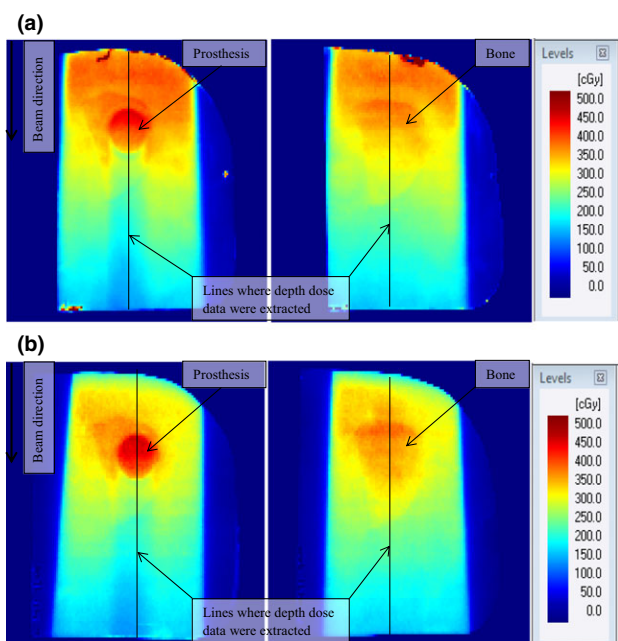 (a)
Beam direction
Prosthesis
Bone
Lines where depth dose
data were extracted
Levels
[cGy]
500.0
450.0
400.0
350.0
300.0
250.0
200.0
150.0
100.0
50.0
0.0
(b)
Beam direction
Prosthesis
Bone
Lines where depth dose
data were extracted
Levels
[cGy]
500.0
450.0
400.0
350.0
300.0
250.0
200.0
150.0
100.0
50.0
0.0